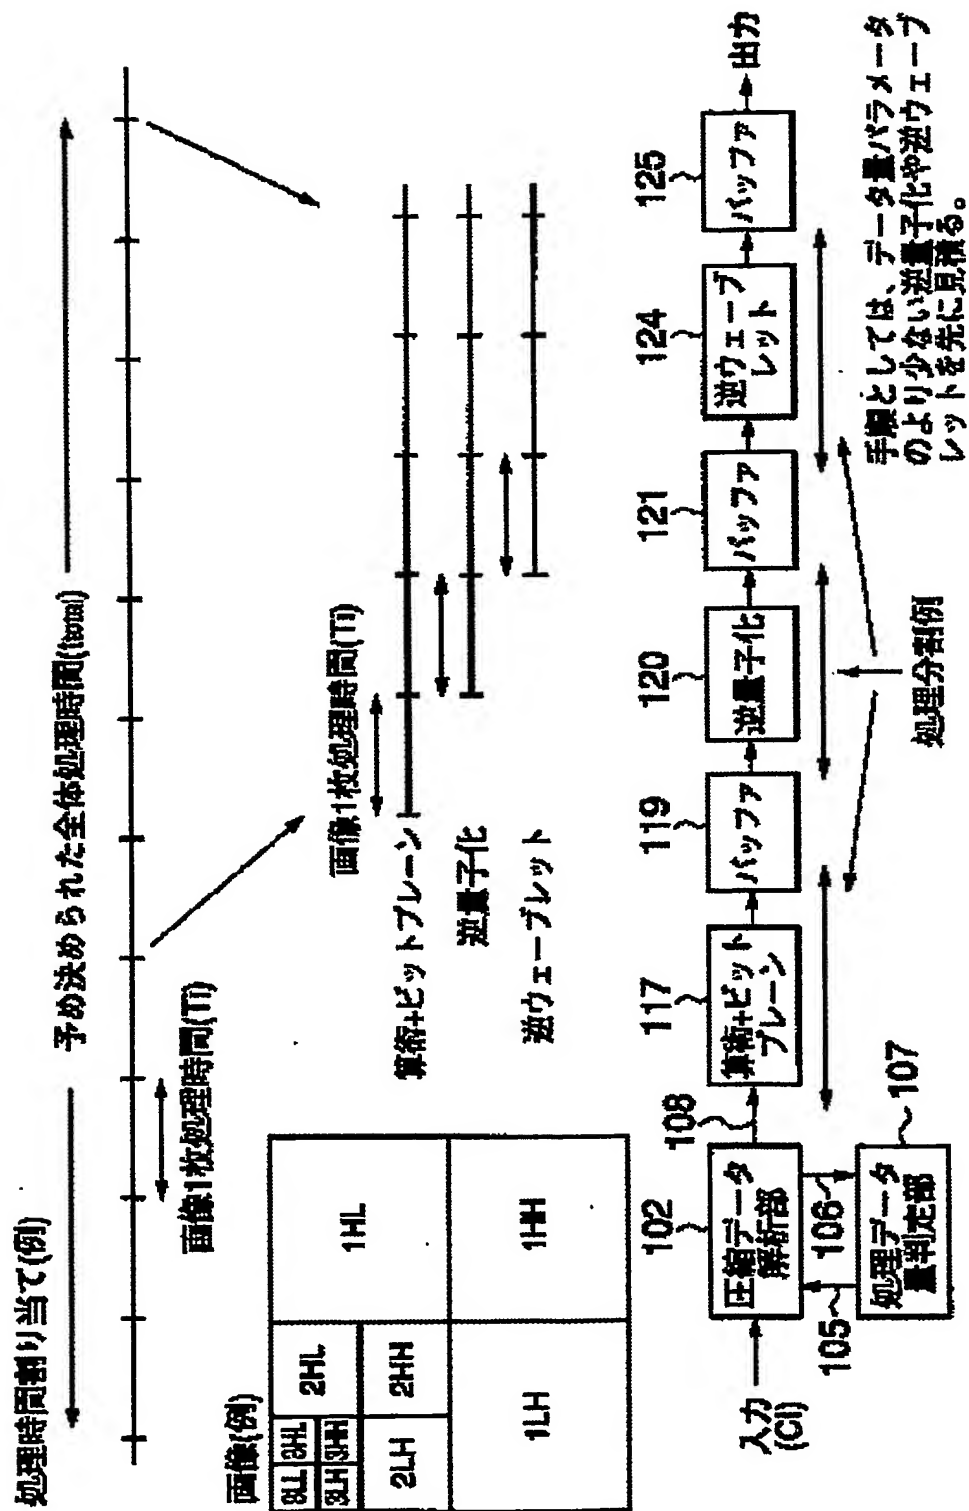 処理時間割り当て(例)
予め決められた全体処理時間(ttotal)
画像1枚処理時間(Ti)
画像(例)
3LL
3HL
3LH
3HH
2HL
2LH
2HH
1HL
1LH
1HH
画像1枚処理時間(Ti)
算術+ビットプレーン
逆量子化
逆ウェーブレット
入力
(CI)
102
圧縮データ
解析部
105
106
107
処理データ
量判定部
108
117
算術+ビット
プレーン
119
バッファ
120
逆量子化
121
バッファ
124
逆ウェーブ
レット
125
バッファ
出力
処理分割例
手順としては、データ量パラメータ
のより少ない逆量子化や逆ウェーブ
レットを先に見積る。